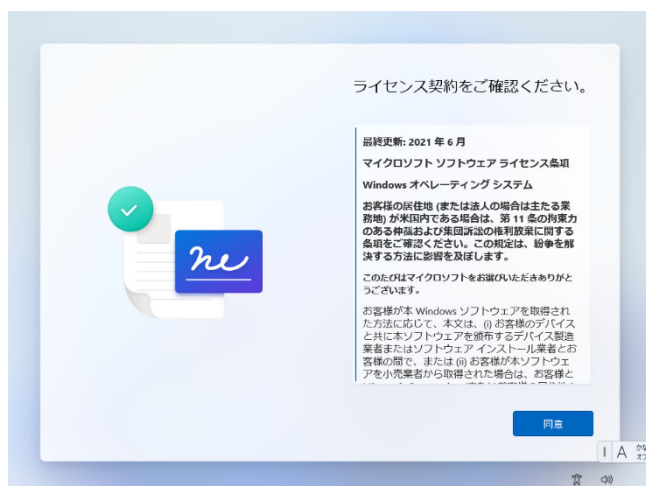 ライセンス契約をご確認ください。
最終更新: 2021 年 6 月
マイクロソフト ソフトウェア ライセンス条項
Windows オペレーティング システム
お客様の居住地 (または法人の場合は主たる業
務地) が米国内である場合は、第 11 条の拘束力
のある仲裁および集団訴訟の権利放棄に関する
条項をご確認ください。この規定は、紛争を解
決する方法に影響を及ぼします。
このたびはマイクロソフトをお選びいただきありがと
うございます。
お客様が本 Windows ソフトウェアを取得され
た方法に応じて、本文は、(i) お客様のデバイス
と共に本ソフトウェアを頒布するデバイス製造
業者またはソフトウェア インストール業者とお
客様の間で、または (ii) お客様が本ソフトウェ
アを小売業者から取得された場合は、お客様と
同意
A